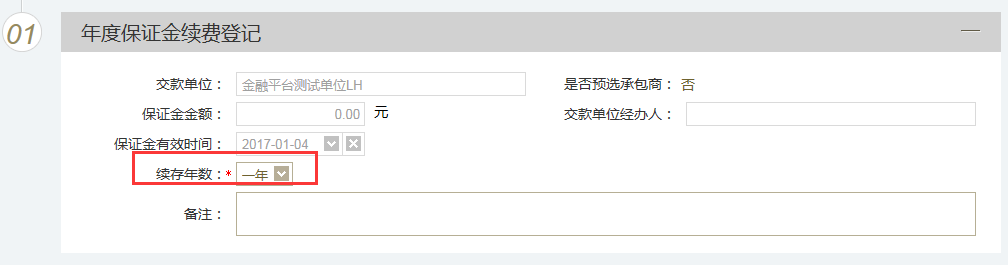 01
年度保证金续费登记
交款单位： 金融平台测试单位LH 是否预选承包商： 否
保证金金额： 0.00 元 交款单位经办人：
保证金有效时间： 2017-01-04
续存年数：* 一年
备注：